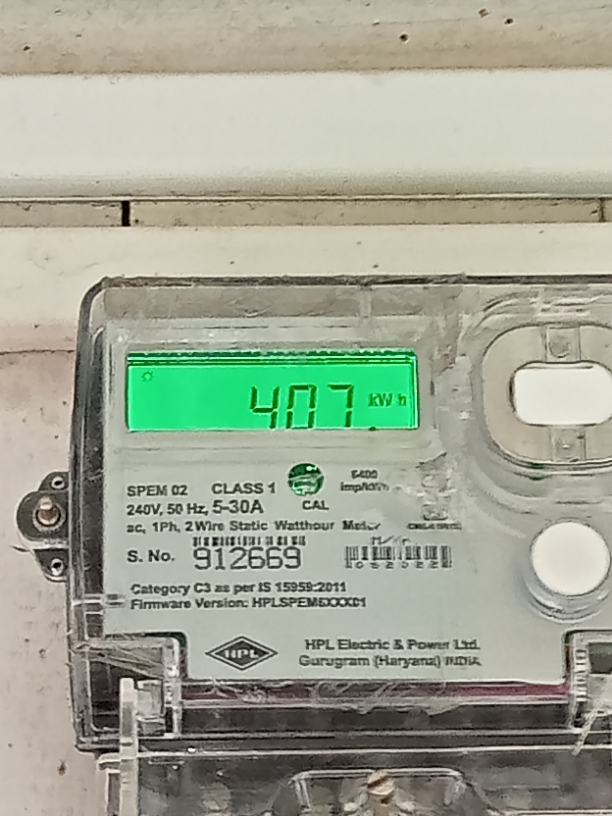 407 kWh
SPEM 02 CLASS 1
240V, 50 Hz, 5-30A CAL
ac, 1Ph, 2 Wire Static Watthour Meter
S. No. 912669
Category C3 as per IS 15959:2011
Firmware Version:
HPL
HPL Electric & Power Ltd.
Gurugram (Haryana) INDIA